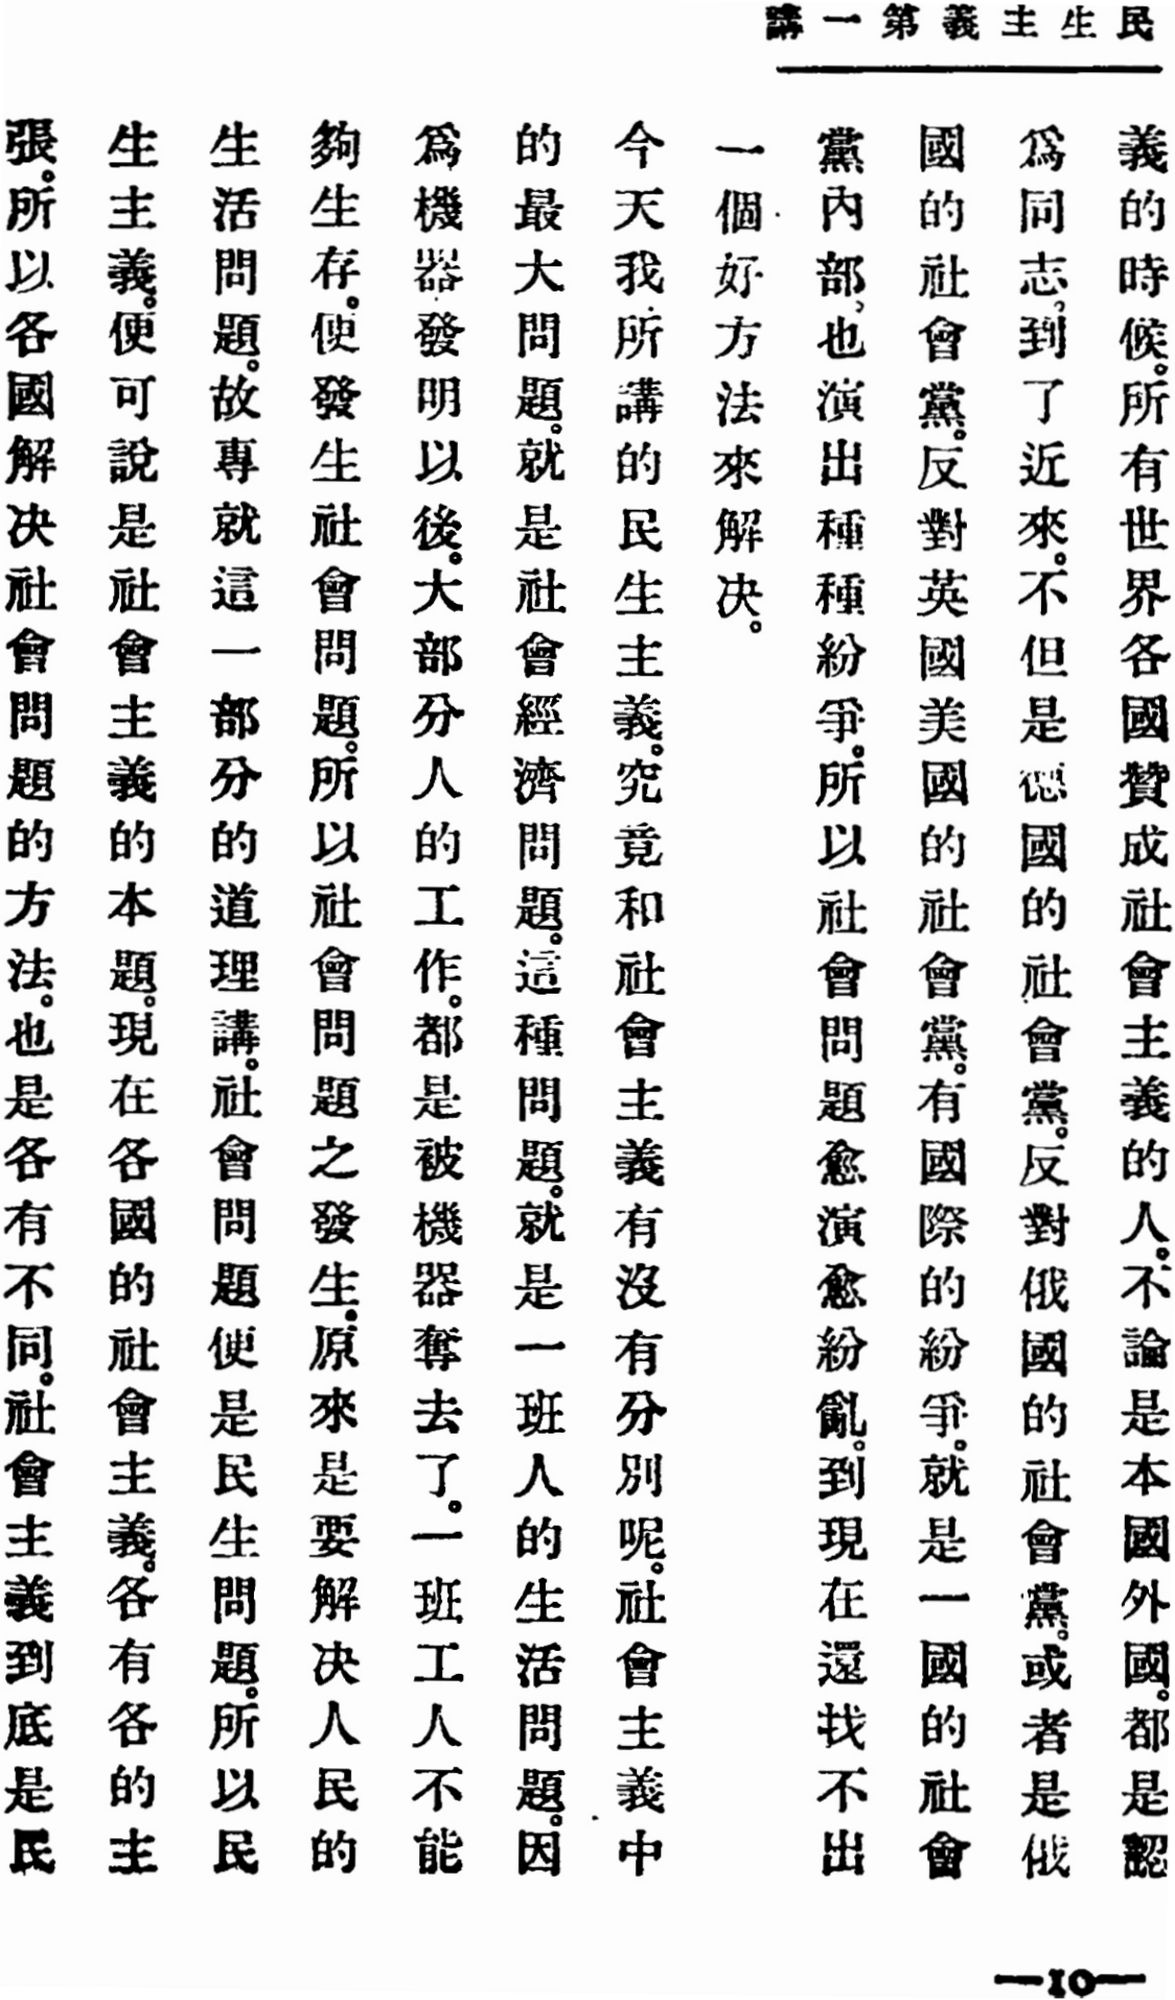 民生主義第一講
義的時候。所有世界各國贊成社會主義的人。不論是本國外國。都是認
爲同志,到了近來。不但是德國的社會黨。反對俄國的社會黨。或者是俄
國的社會黨。反對英國美國的社會黨。有國際的紛爭。就是一國的社會
黨內部,也演出種種紛爭。所以社會問題愈演愈紛亂。到現在還找不出
一個好方法來解决。
今天我所講的民生主義。究竟和社會主義有沒有分別呢。社會主義中
的最大問題。就是社會經濟問題。這種問題。就是一班人的生活問題。因
爲機器發明以後。大部分人的工作。都是被機器奪去了。一班工人不能
夠生存。便發生社會問題。所以社會問題之發生。原來是要解决人民的
生活問題。故專就這一部分的道理講。社會問題便是民生問題。所以民
生主義。便可說是社會主義的本題。現在各國的社會主義。各有各的主
張。所以各國解决社會問題的方法。也是各有不同。社會主義到底是民
—10—